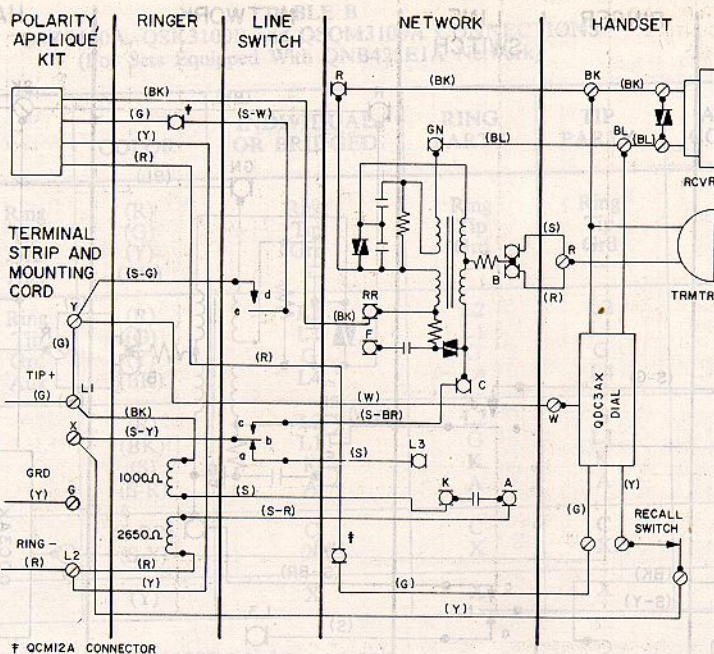 POLARITY, APPLIQUE KIT
RINGER
LINE SWITCH
NETWORK
HANDSET
(BK)
(G)
(S-W)
(Y)
(R)
R
(BK)
BK
(BK)
GN
(BL)
BL
(BL)
RCVR
TERMINAL STRIP AND MOUNTING CORD
(S-G)
d
e
(S)
B
R
(R)
TRMTR
Y
(BK)
RR
(G)
F
(R)
TIP+
L1
(G)
C
(W)
W
QDC3AX DIAL
(BK)
(S-BR)
X
(S-Y)
c
b
a
(S)
L3
1000Ω
GRD
(Y)
G
(S)
K
A
(S-R)
(G)
(Y)
2650Ω
RECALL SWITCH
RING-
(R)
L2
(R)
‡
(Y)
(G)
(Y)
‡ QCM12A CONNECTOR